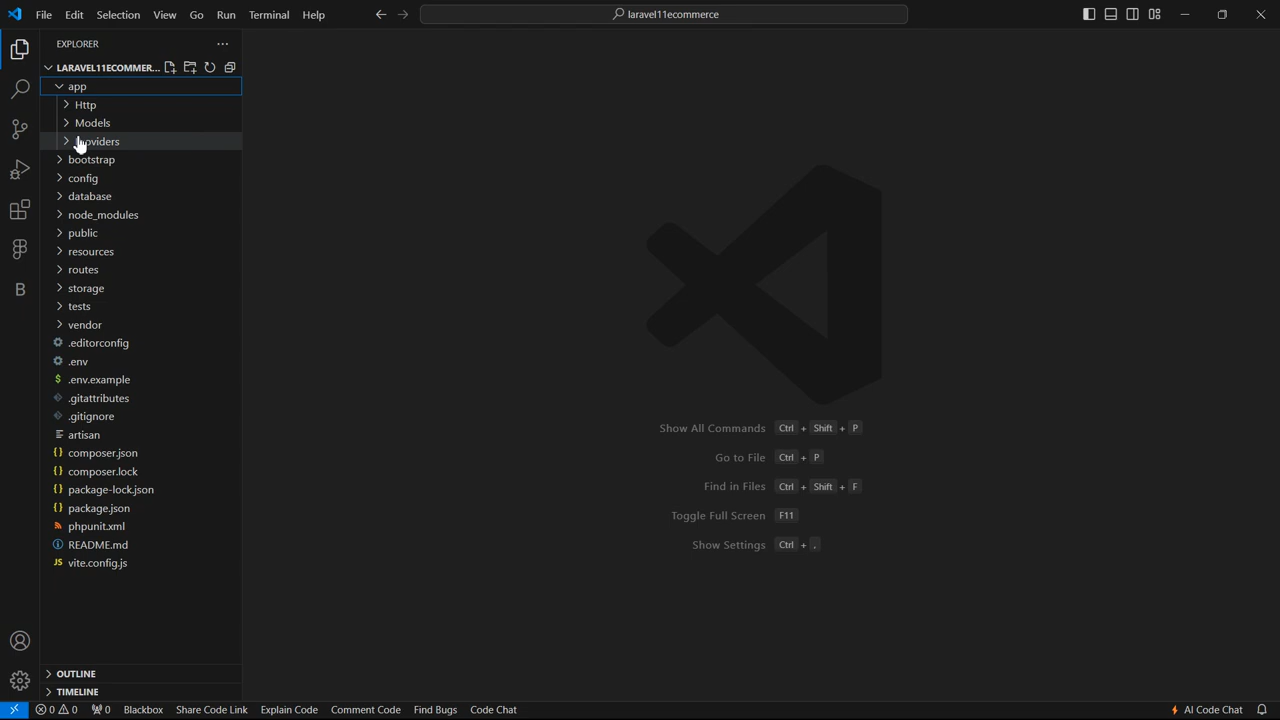 File Edit Selection View Go Run Terminal Help
laravel11ecommerce
EXPLORER
LARAVEL11ECOMMER...
app
Http
Models
bootstrap
config
database
node_modules
public
resources
routes
storage
tests
vendor
.editorconfig
.env
$ .env.example
.gitattributes
.gitignore
artisan
{} composer.json
{} composer.lock
{} package-lock.json
{} package.json
phpunit.xml
README.md
JS vite.config.js
OUTLINE
TIMELINE
B
Show All Commands Ctrl + Shift + P
Go to File Ctrl + P
Find in Files Ctrl + Shift + F
Toggle Full Screen F11
Show Settings Ctrl + ,
0 0 0 Blackbox Share Code Link Explain Code Comment Code Find Bugs Code Chat AI Code Chat